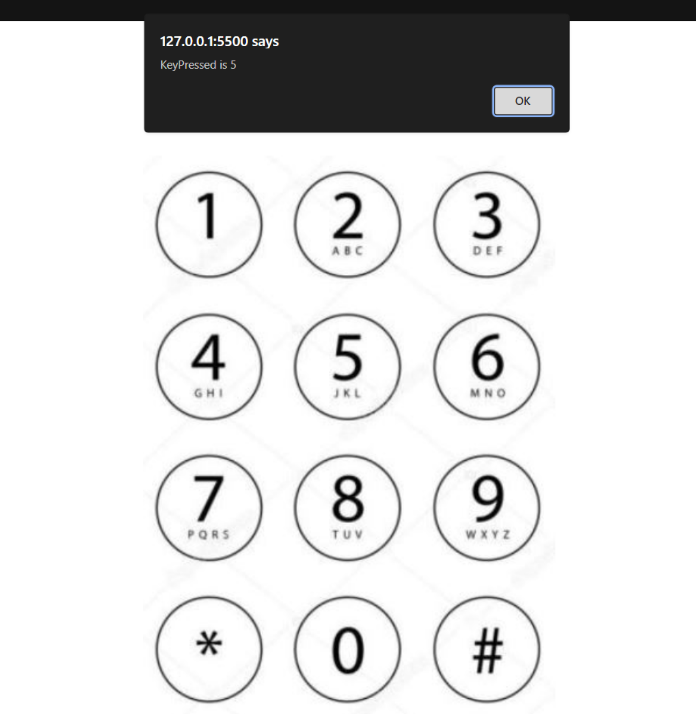 127.0.0.1:5500 says
KeyPressed is 5
OK
1
2
ABC
3
DEF
4
GHI
5
JKL
6
MNO
7
PQRS
8
TUV
9
WXYZ
*
0
#